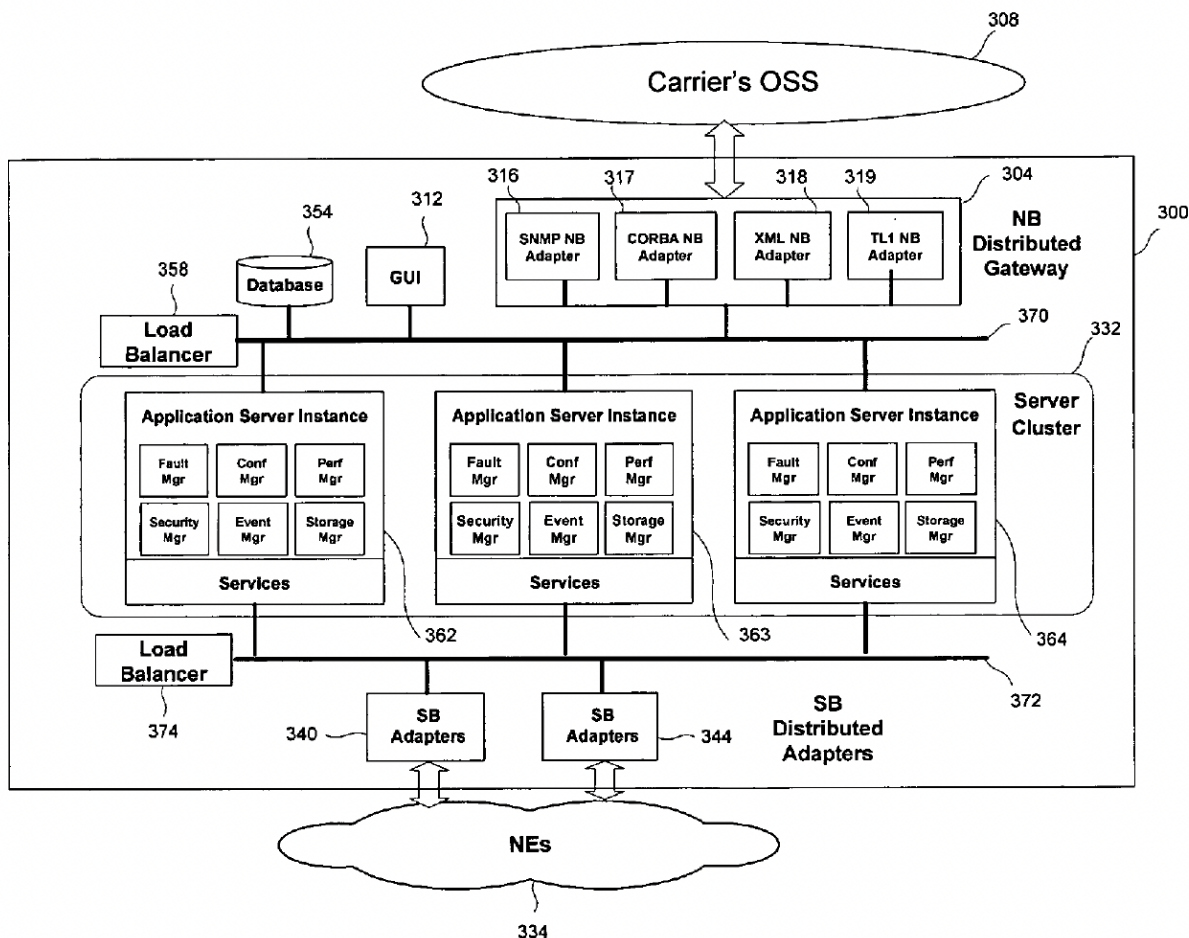 308
Carrier's OSS
316
317
318
319
304
SNMP NB
Adapter
CORBA NB
Adapter
XML NB
Adapter
TL1 NB
Adapter
NB
Distributed
Gateway
300
354
312
Database
GUI
358
Load
Balancer
370
332
Server
Cluster
Application Server Instance
Fault
Mgr
Conf
Mgr
Perf
Mgr
Security
Mgr
Event
Mgr
Storage
Mgr
Services
Application Server Instance
Fault
Mgr
Conf
Mgr
Perf
Mgr
Security
Mgr
Event
Mgr
Storage
Mgr
Services
Application Server Instance
Fault
Mgr
Conf
Mgr
Perf
Mgr
Security
Mgr
Event
Mgr
Storage
Mgr
Services
362
363
364
Load
Balancer
374
372
340
SB
Adapters
SB
Adapters
344
SB
Distributed
Adapters
NEs
334